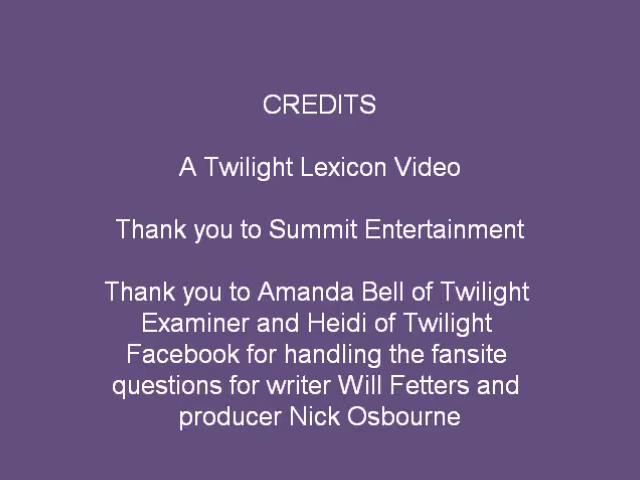 CREDITS
A Twilight Lexicon Video
Thank you to Summit Entertainment
Thank you to Amanda Bell of Twilight
Examiner and Heidi of Twilight
Facebook for handling the fansite
questions for writer Will Fetters and
producer Nick Osbourne